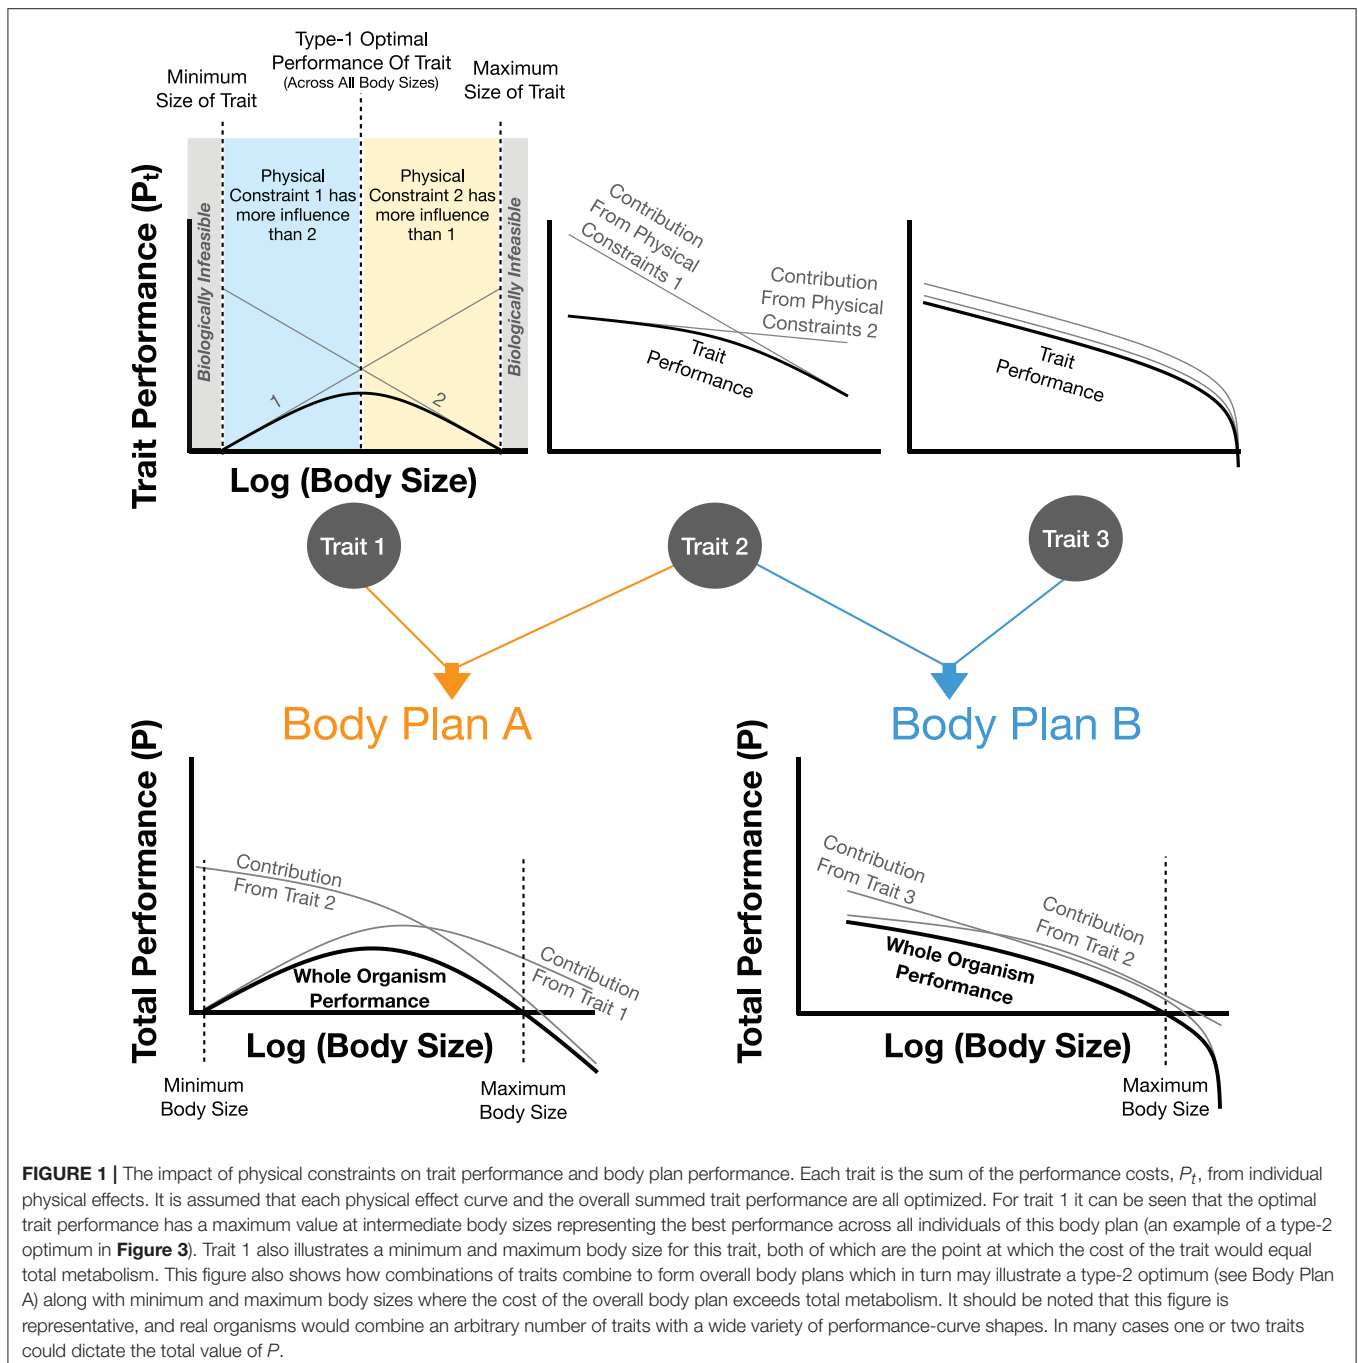 Type-1 Optimal
Performance Of Trait
(Across All Body Sizes)
Minimum
Size of Trait
Maximum
Size of Trait
Trait Performance (Pt)
Biologically Infeasible
Physical
Constraint 1 has
more influence
than 2
Physical
Constraint 2 has
more influence
than 1
Biologically Infeasible
1
2
Log (Body Size)
Contribution
From Physical
Constraints 1
Contribution
From Physical
Constraints 2
Trait
Performance
Trait
Performance
Trait 1
Trait 2
Trait 3
Body Plan A
Body Plan B
Total Performance (P)
Contribution
From Trait 2
Whole Organism
Performance
Contribution
From Trait 1
Log (Body Size)
Minimum
Body Size
Maximum
Body Size
Total Performance (P)
Contribution
From Trait 3
Contribution
From Trait 2
Whole Organism
Performance
Log (Body Size)
Maximum
Body Size
FIGURE 1 | The impact of physical constraints on trait performance and body plan performance. Each trait is the sum of the performance costs, Pt, from individual
physical effects. It is assumed that each physical effect curve and the overall summed trait performance are all optimized. For trait 1 it can be seen that the optimal
trait performance has a maximum value at intermediate body sizes representing the best performance across all individuals of this body plan (an example of a type-2
optimum in Figure 3). Trait 1 also illustrates a minimum and maximum body size for this trait, both of which are the point at which the cost of the trait would equal
total metabolism. This figure also shows how combinations of traits combine to form overall body plans which in turn may illustrate a type-2 optimum (see Body Plan
A) along with minimum and maximum body sizes where the cost of the overall body plan exceeds total metabolism. It should be noted that this figure is
representative, and real organisms would combine an arbitrary number of traits with a wide variety of performance-curve shapes. In many cases one or two traits
could dictate the total value of P.